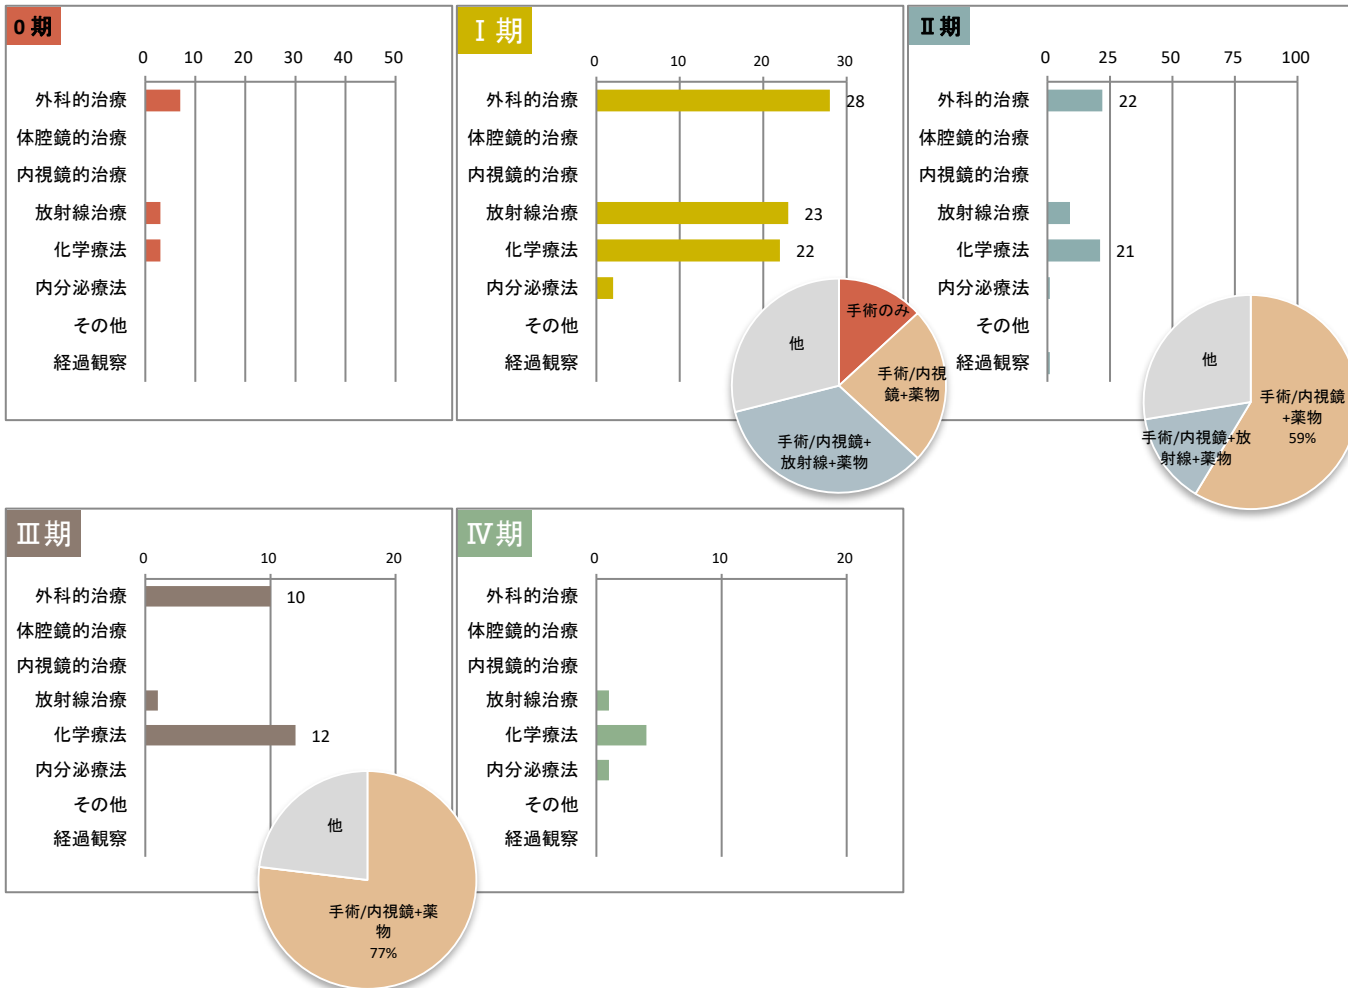 0 期
0 10 20 30 40 50
外科的治療
体腔鏡的治療
内視鏡的治療
放射線治療
化学療法
内分泌療法
その他
経過観察
Ⅰ 期
0 10 20 30
外科的治療 28
体腔鏡的治療
内視鏡的治療
放射線治療 23
化学療法 22
内分泌療法
その他
経過観察
手術のみ
手術/内視
鏡+薬物
手術/内視鏡+
放射線+薬物
他
Ⅱ 期
0 25 50 75 100
外科的治療 22
体腔鏡的治療
内視鏡的治療
放射線治療
化学療法 21
内分泌療法
その他
経過観察
手術/内視鏡
+薬物
59%
手術/内視鏡+放
射線+薬物
他
Ⅲ 期
0 10 20
外科的治療 10
体腔鏡的治療
内視鏡的治療
放射線治療
化学療法 12
内分泌療法
その他
経過観察
他
手術/内視鏡+薬
物
77%
Ⅳ 期
0 10 20
外科的治療
体腔鏡的治療
内視鏡的治療
放射線治療
化学療法
内分泌療法
その他
経過観察